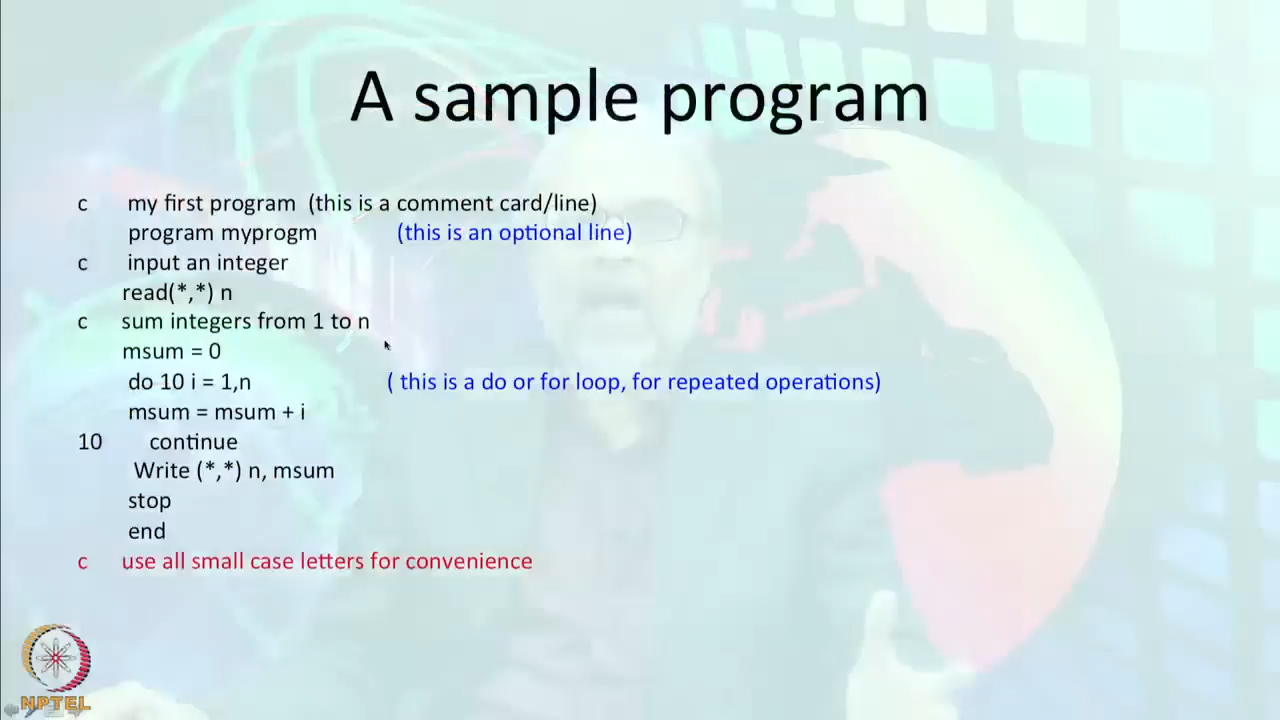 A sample program
c my first program (this is a comment card/line)
program myprogm (this is an optional line)
c input an integer
read(*,*) n
c sum integers from 1 to n
msum = 0
do 10 i = 1,n ( this is a do or for loop, for repeated operations)
msum = msum + i
10 continue
Write (*,*) n, msum
stop
end
c use all small case letters for convenience
NPTEL